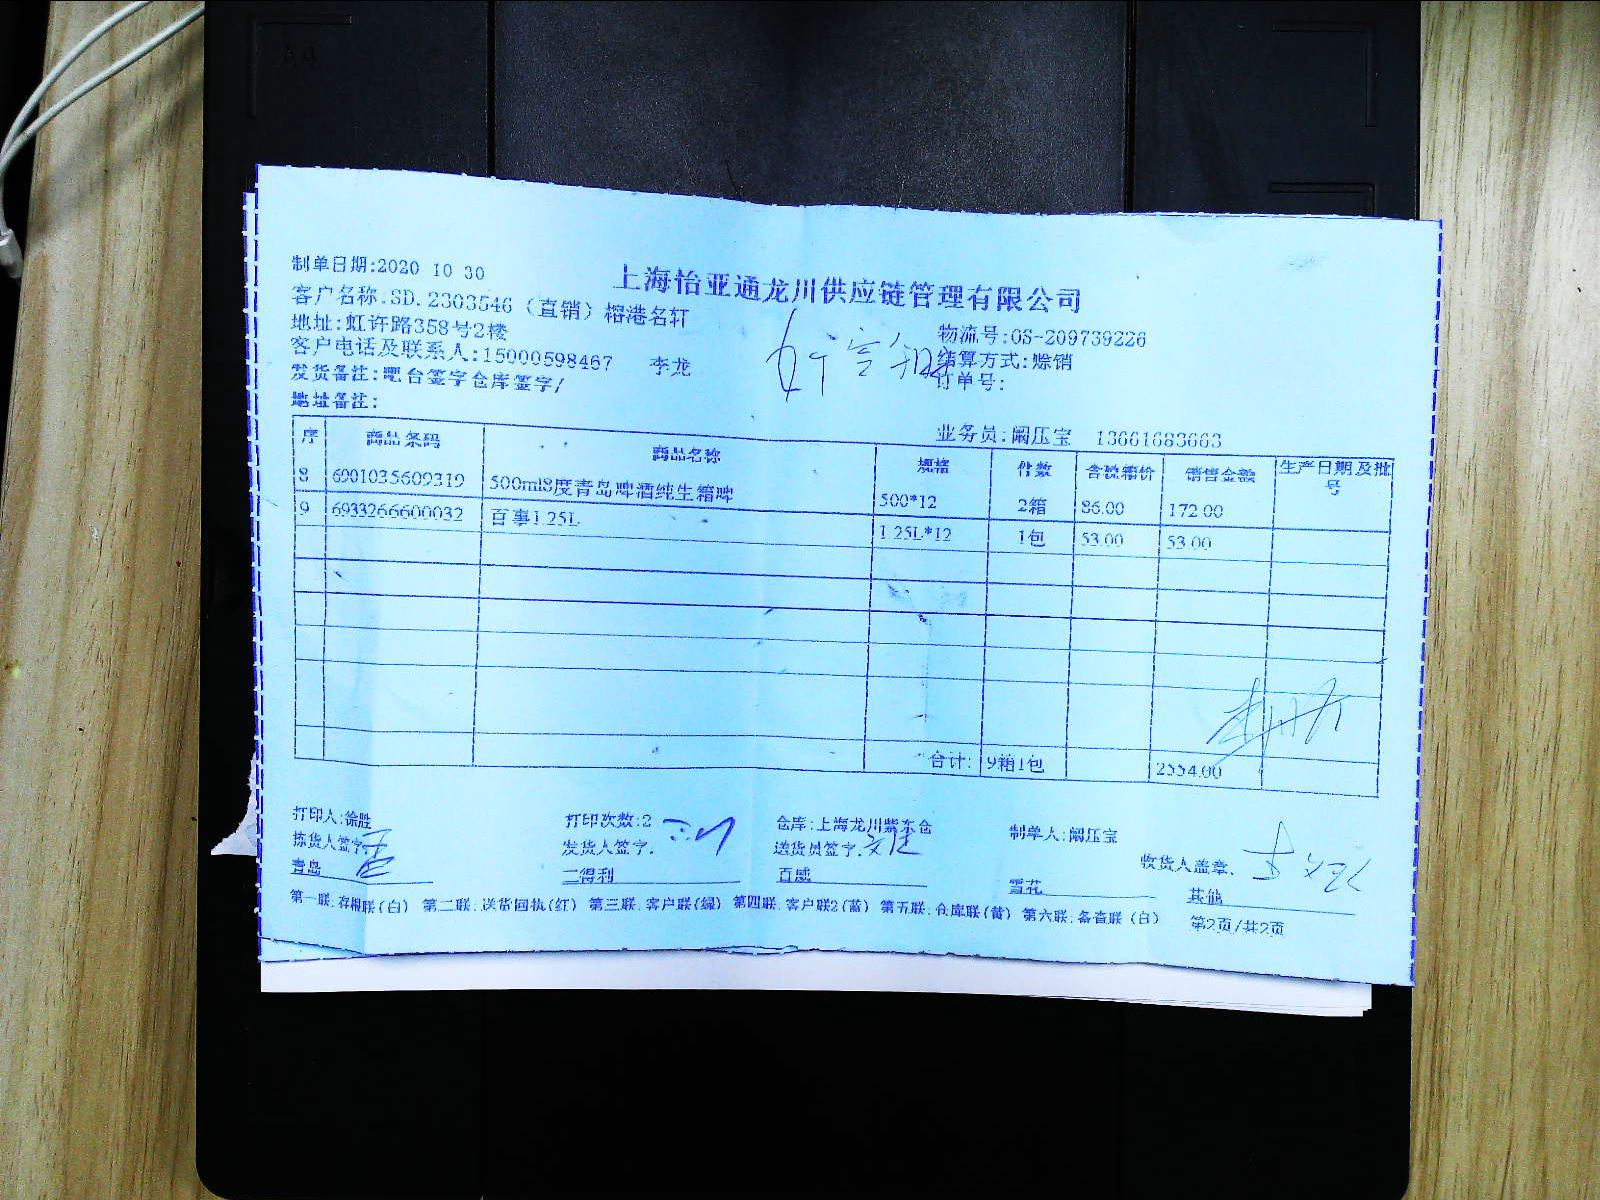 上海怡亚通龙川供应链管理有限公司
制单日期:2020 10 30
客户名称:SD.2303546（直销）榕港名轩
地址:虹许路358号2楼
物流号:OS-209739226
客户电话及联系人:15000598467 李龙
结算方式:赊销
发货备注:吧台签字仓库签字/
订单号:
地址备注:
业务员:阚压宝 13661683663
序 商品条码 商品名称 规格 件数 含税箱价 销售金额 生产日期及批号
8 6901035609319 500ml8度青岛啤酒纯生箱啤 500*12 2箱 86.00 172.00
9 6933266600032 百事1.25L 1.25L*12 1包 53.00 53.00
合计: 9箱1包 2554.00
打印人:徐胜 打印次数:2 仓库:上海龙川紫东仓 制单人:阚压宝
拣货人签字: 发货人签字: 送货员签字: 收货人盖章:
青岛 三得利 百威 雪花 其他
第一联:存根联(白) 第二联:送货回执(红) 第三联:客户联(绿) 第四联:客户联2(蓝) 第五联:仓库联(黄) 第六联:备查联(白) 第2页/共2页